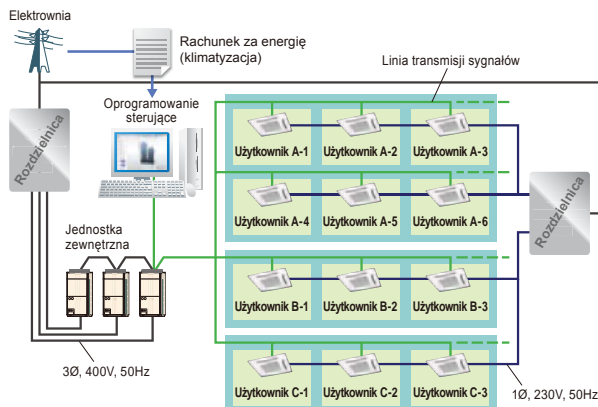 Elektrownia
Rachunek za energię
(klimatyzacja)
Linia transmisji sygnałów
Oprogramowanie
sterujące
Rozdzielnica
Użytkownik A-1
Użytkownik A-2
Użytkownik A-3
Użytkownik A-4
Użytkownik A-5
Użytkownik A-6
Rozdzielnica
Jednostka
zewnętrzna
Użytkownik B-1
Użytkownik B-2
Użytkownik B-3
3Ø, 400V, 50Hz
Użytkownik C-1
Użytkownik C-2
Użytkownik C-3
1Ø, 230V, 50Hz